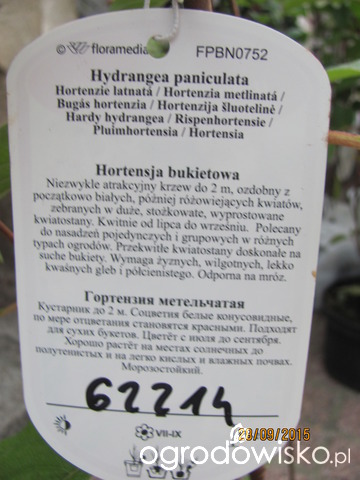 © floramedia FPBN0752
Hydrangea paniculata
Hortenzie latnatá / Hortenzia metlinatá /
Bugás hortenzia / Hortenzija šluotelinė /
Hardy hydrangea / Rispenhortensie /
Pluimhortensia / Hortensia
Hortensja bukietowa
Niezwykle atrakcyjny krzew do 2 m, ozdobny z
początkowo białych, później różowiejących kwiatów,
zebranych w duże, stożkowate, wyprostowane
kwiatostany. Kwitnie od lipca do wrześniu. Polecany
do nasadzeń pojedynczych i grupowych w różnych
typach ogrodów. Przekwitłe kwiatostany doskonałe na
suche bukiety. Wymaga żyznych, wilgotnych, lekko
kwaśnych gleb i półcienistego. Odporna na mróz.
Гортензия метельчатая
Кустарник до 2 м. Соцветия белые конусовидные,
по мере отцветания становятся красными. Подходят
для сухих букетов. Цветёт с июля до сентября.
Хорошо растёт на местах солнечных до
полутенистых и на легко кислых и влажных почвах.
Морозостойкий.
62214
VII-IX
28/09/2015
ogrodowisko.pl